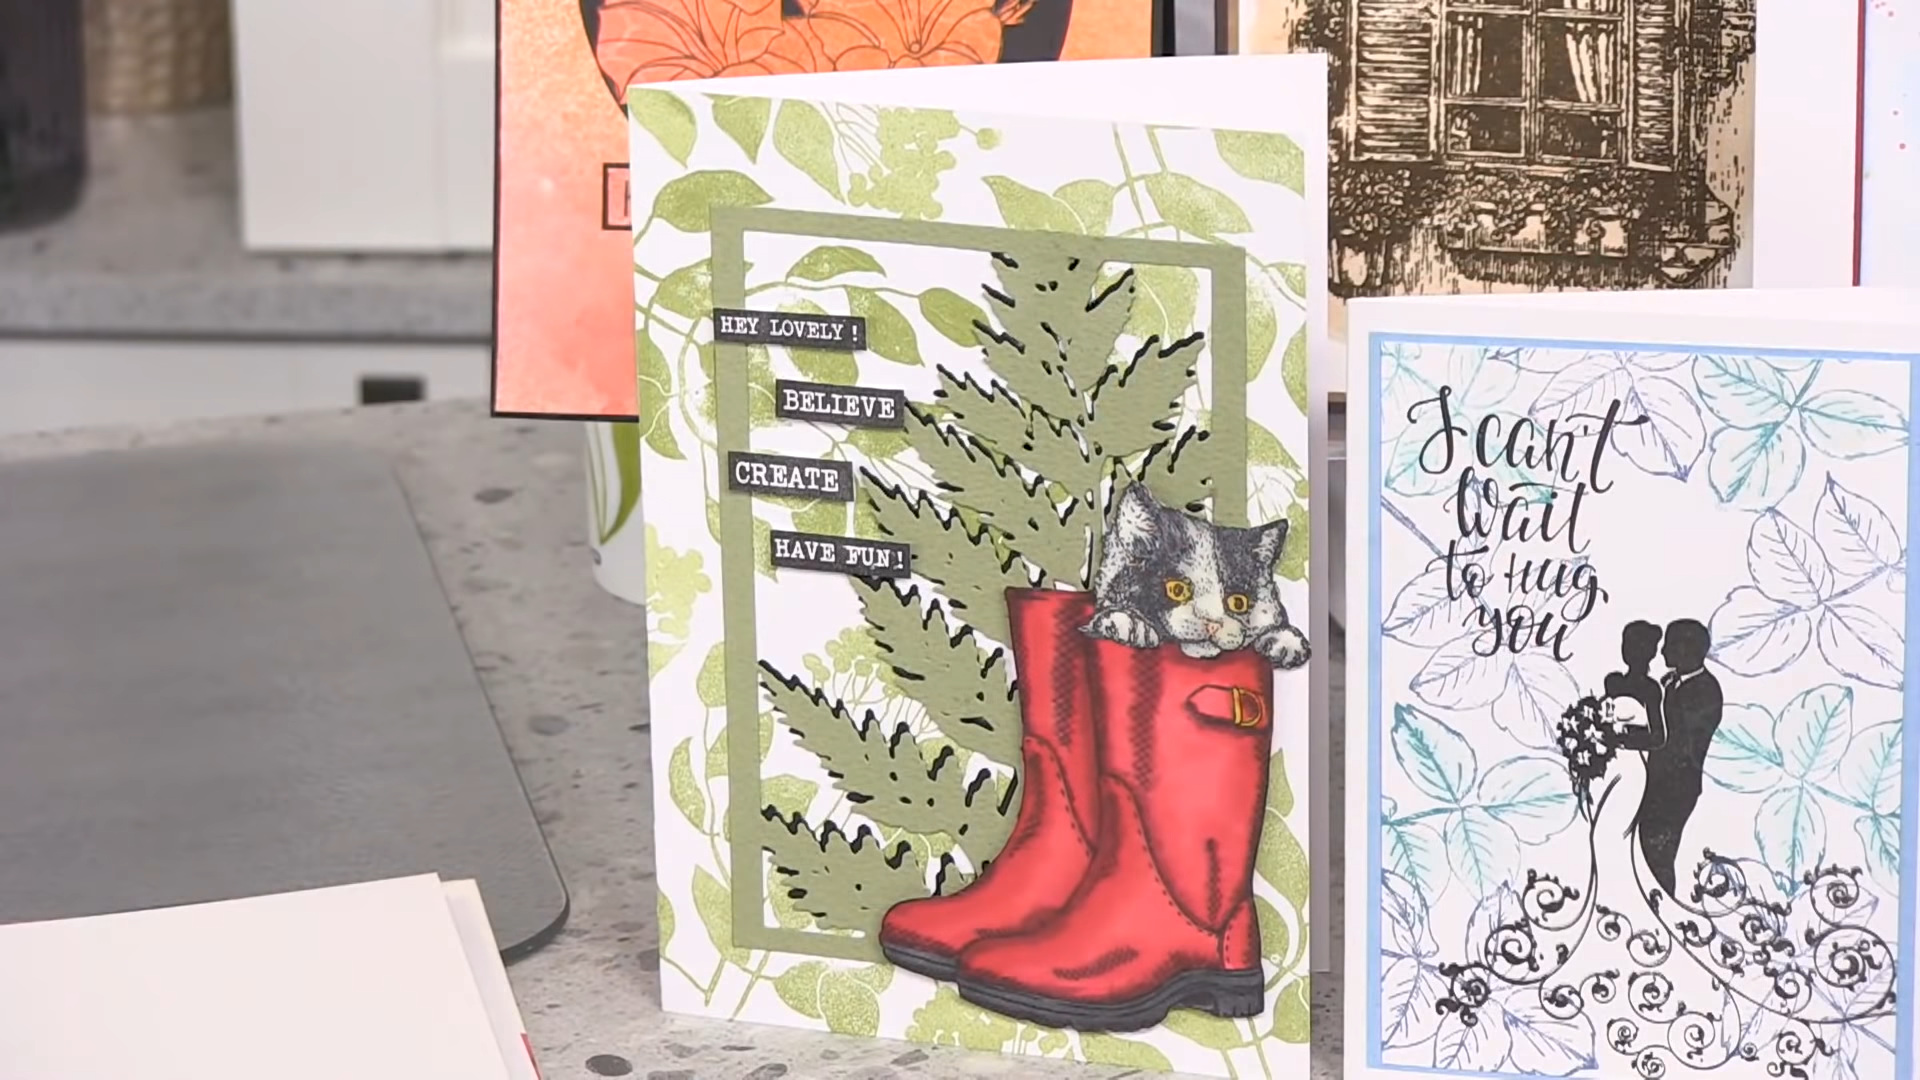 HEY LOVELY!
BELIEVE
CREATE
HAVE FUN!
I can't
wait
to hug
you